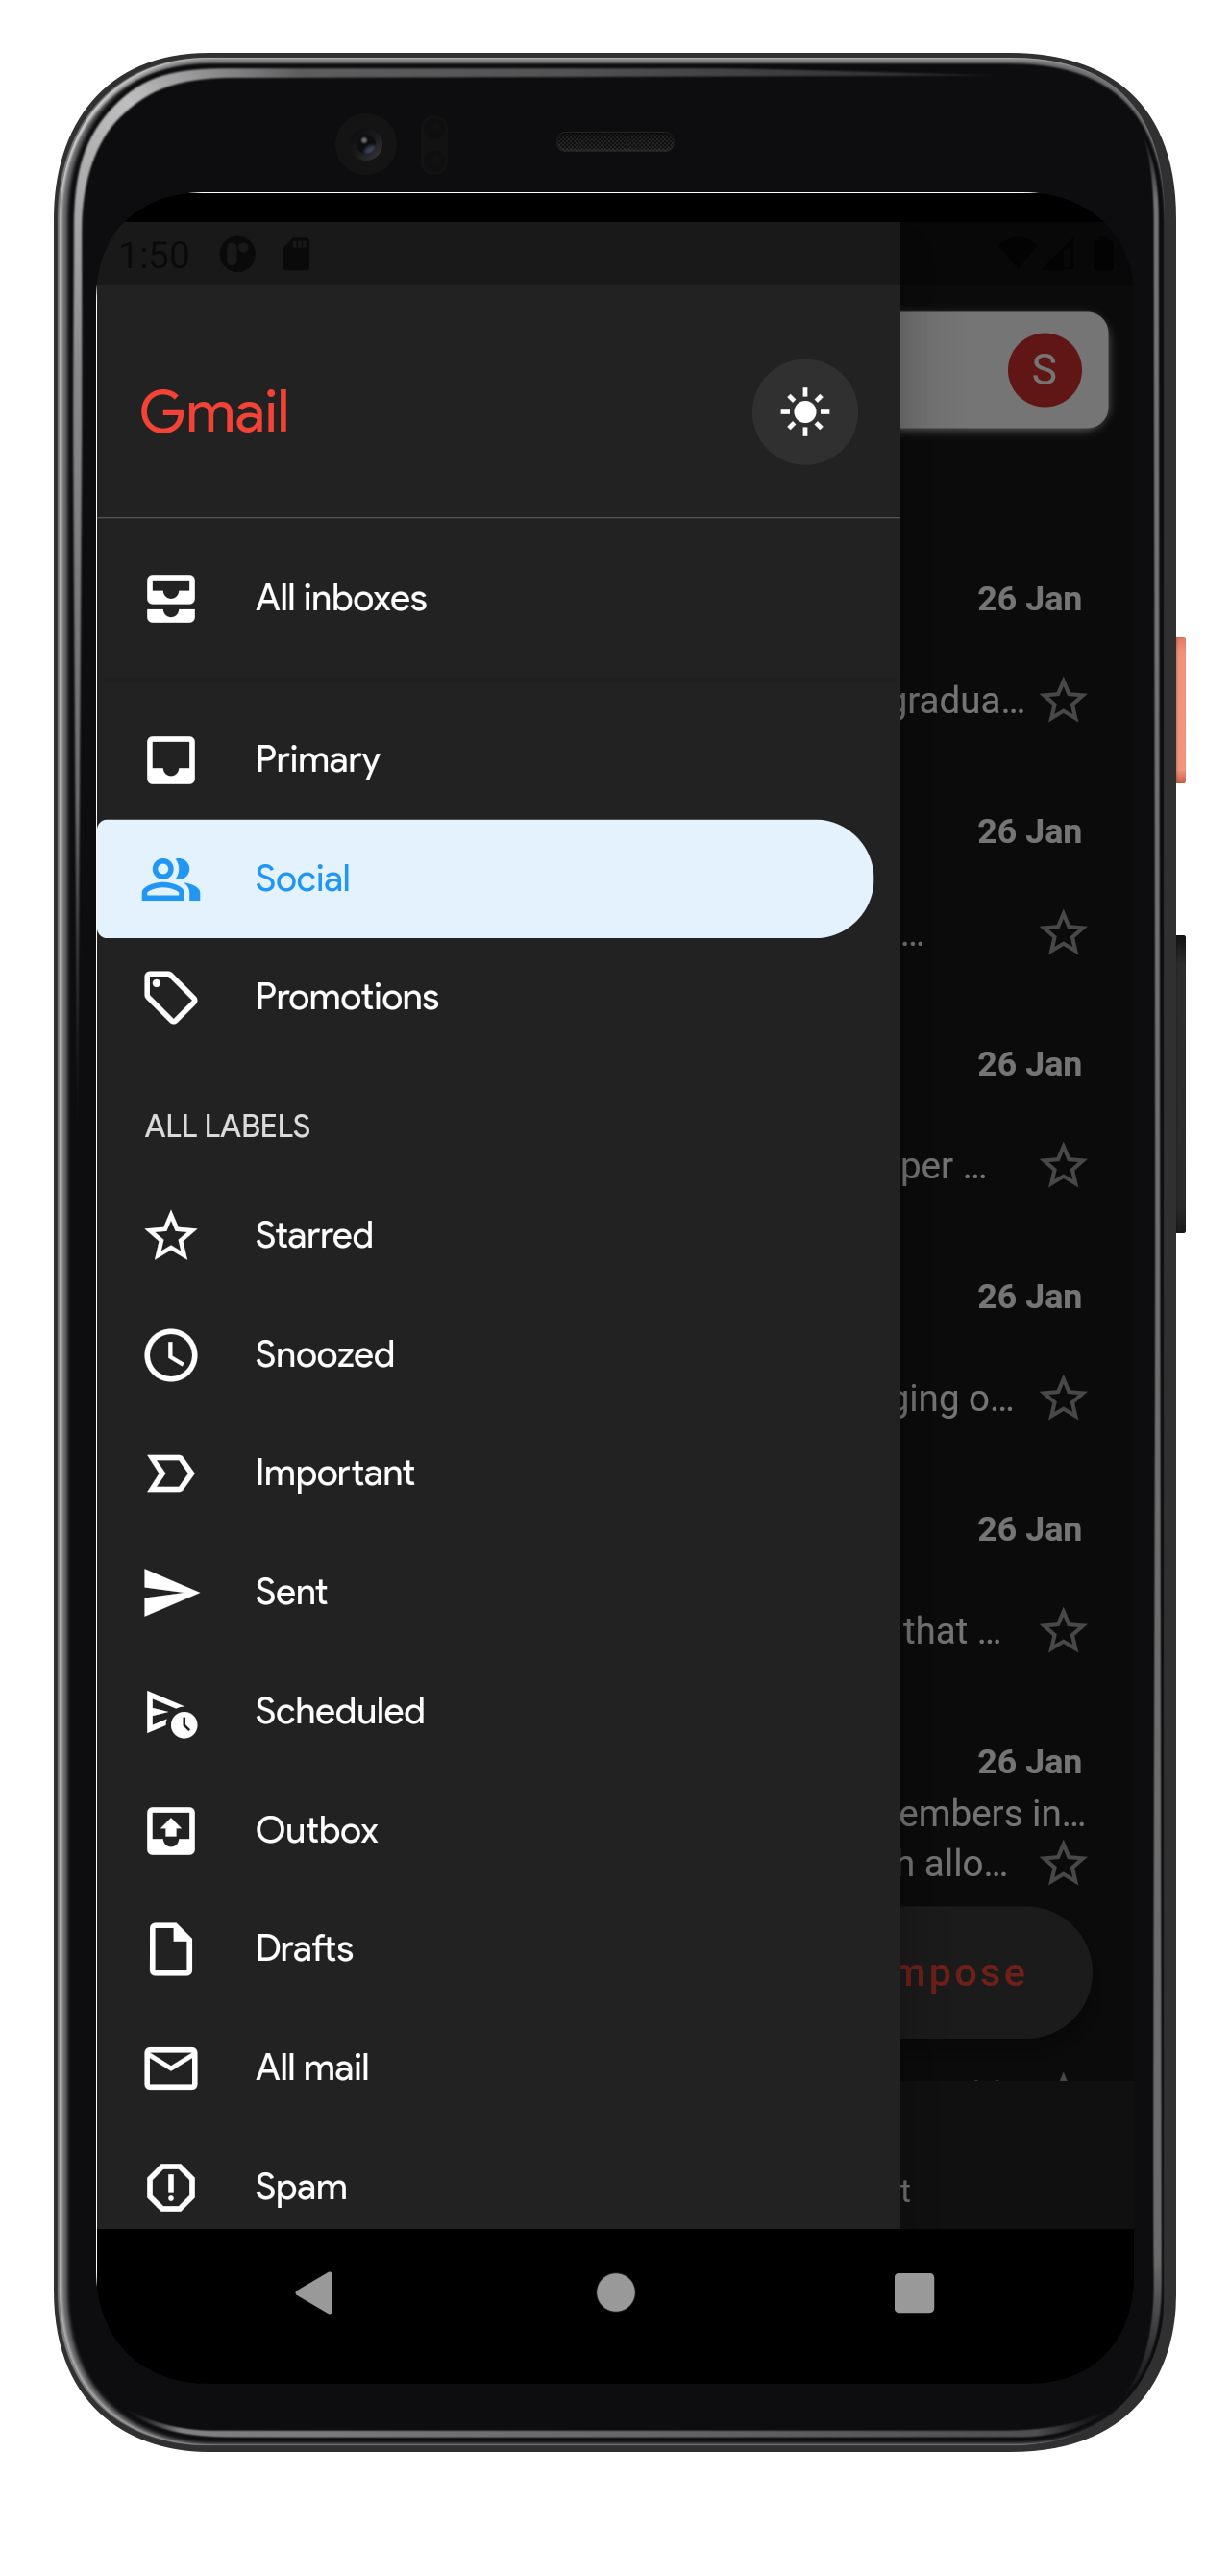 1:50
Gmail
S
All inboxes
26 Jan
gradua...
Primary
26 Jan
Social
...
Promotions
26 Jan
ALL LABELS
per ...
Starred
26 Jan
Snoozed
ging o...
Important
26 Jan
Sent
that ...
Scheduled
26 Jan
embers in...
Outbox
n allo...
Drafts
mpose
All mail
Spam
t